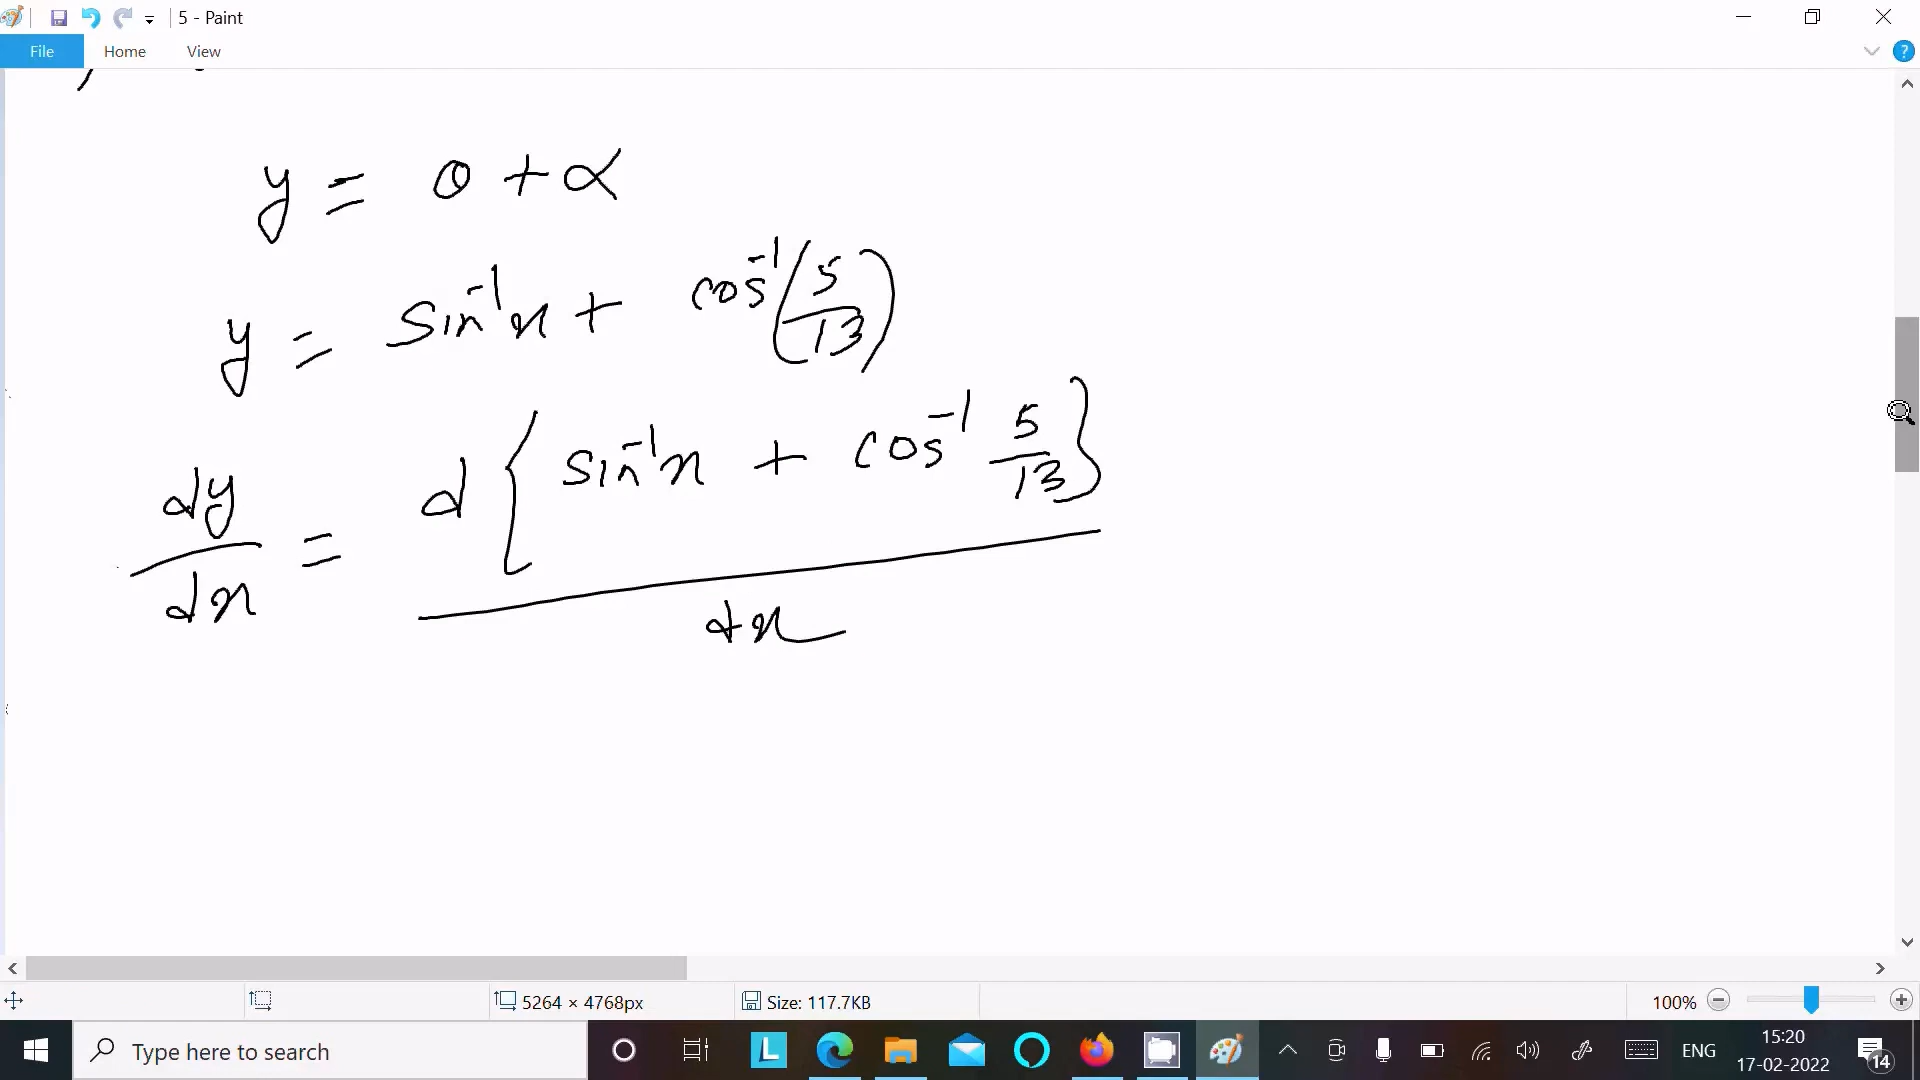 5 - Paint
File Home View
y = θ + α
y = sin⁻¹x + cos⁻¹(5/13)
dy/dx = d{sin⁻¹x + cos⁻¹ 5/13}/dx
5264 × 4768px Size: 117.7KB 100%
Type here to search
L
ENG
15:20
17-02-2022
14